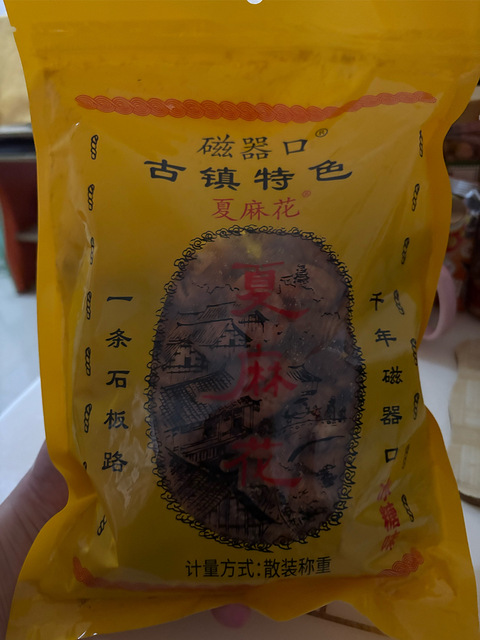 磁器口®
古镇特色
夏麻花®
一条石板路
夏麻花
千年磁器口
冰糖味
计量方式:散装称重